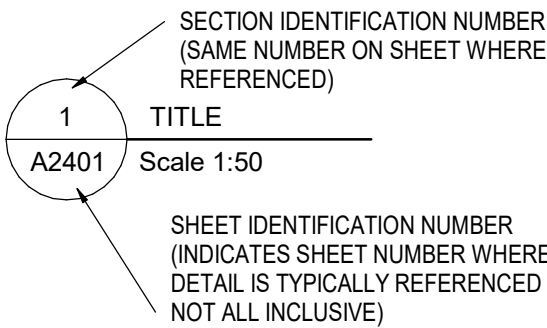 SECTION IDENTIFICATION NUMBER
(SAME NUMBER ON SHEET WHERE
REFERENCED)
1
TITLE
A2401
Scale 1:50
SHEET IDENTIFICATION NUMBER
(INDICATES SHEET NUMBER WHERE
DETAIL IS TYPICALLY REFERENCED
NOT ALL INCLUSIVE)